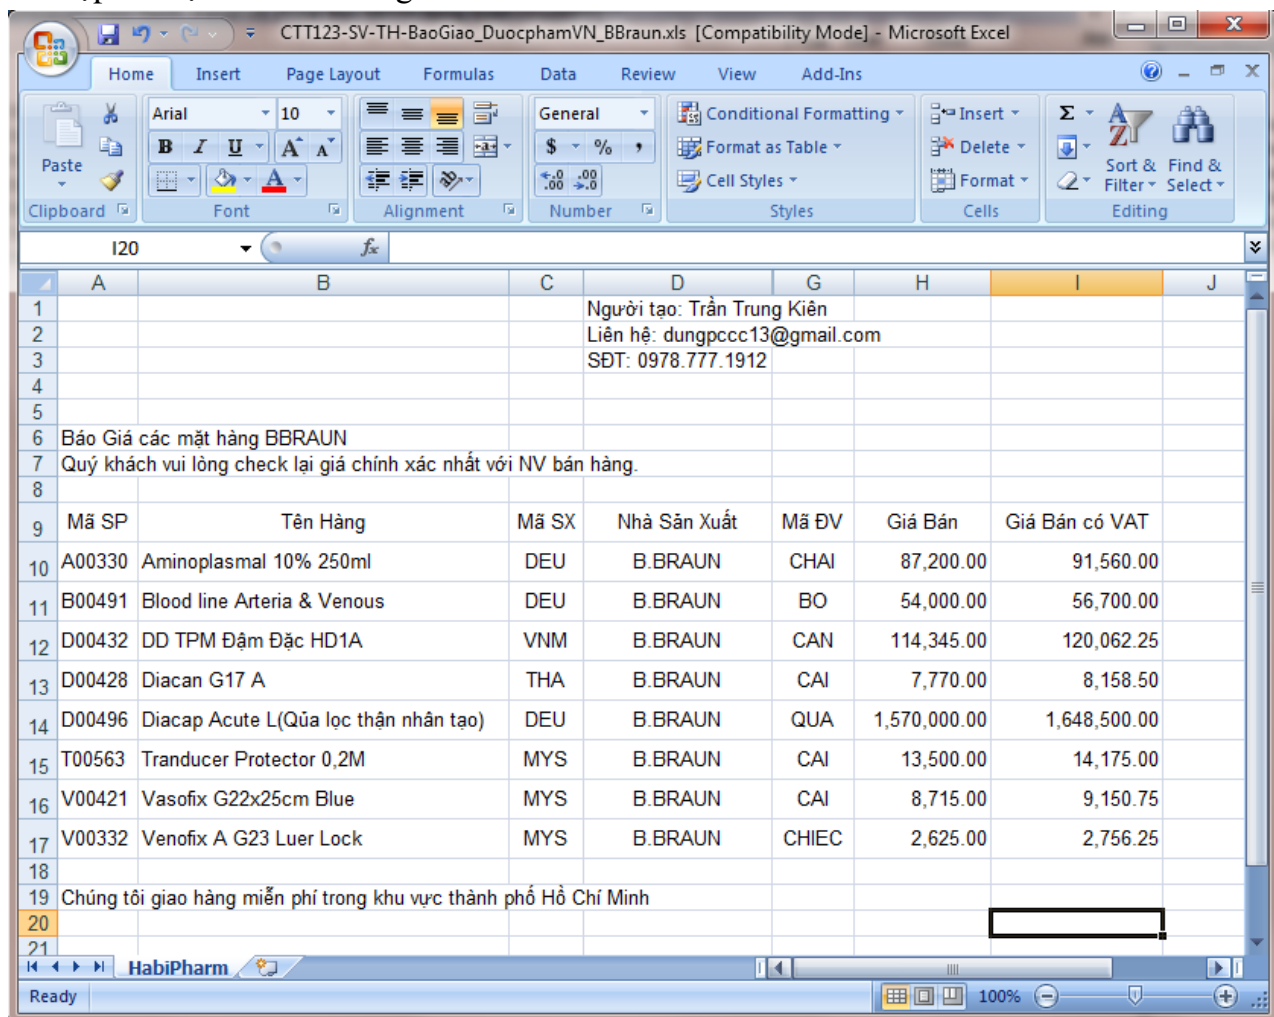 CTT123-SV-TH-BaoGiao_DuocphamVN_BBraun.xls [Compatibility Mode] - Microsoft Excel
Home Insert Page Layout Formulas Data Review View Add-Ins
Arial 10 General Conditional Formatting Insert
Paste B I U A A $ % , Format as Table Delete Sort & Filter Find & Select
A Cell Styles Format
Clipboard Font Alignment Number Styles Cells Editing
I20 fx
A B C D G H I J
1 Người tạo: Trần Trung Kiên
2 Liên hệ: dungpccc13@gmail.com
3 SĐT: 0978.777.1912
4
5
6 Báo Giá các mặt hàng BBRAUN
7 Quý khách vui lòng check lại giá chính xác nhất với NV bán hàng.
8
9 Mã SP Tên Hàng Mã SX Nhà Sản Xuất Mã ĐV Giá Bán Giá Bán có VAT
10 A00330 Aminoplasmal 10% 250ml DEU B.BRAUN CHAI 87,200.00 91,560.00
11 B00491 Blood line Arteria & Venous DEU B.BRAUN BO 54,000.00 56,700.00
12 D00432 DD TPM Đậm Đặc HD1A VNM B.BRAUN CAN 114,345.00 120,062.25
13 D00428 Diacan G17 A THA B.BRAUN CAI 7,770.00 8,158.50
14 D00496 Diacap Acute L(Qủa lọc thận nhân tạo) DEU B.BRAUN QUA 1,570,000.00 1,648,500.00
15 T00563 Tranducer Protector 0,2M MYS B.BRAUN CAI 13,500.00 14,175.00
16 V00421 Vasofix G22x25cm Blue MYS B.BRAUN CAI 8,715.00 9,150.75
17 V00332 Venofix A G23 Luer Lock MYS B.BRAUN CHIEC 2,625.00 2,756.25
18
19 Chúng tôi giao hàng miễn phí trong khu vực thành phố Hồ Chí Minh
20
21
HabiPharm
Ready 100%